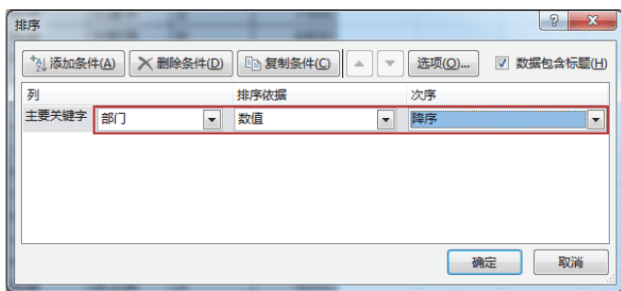 排序
添加条件(A) 删除条件(D) 复制条件(C) 选项(O)... 数据包含标题(H)
列 排序依据 次序
主要关键字 部门 数值 降序
确定 取消